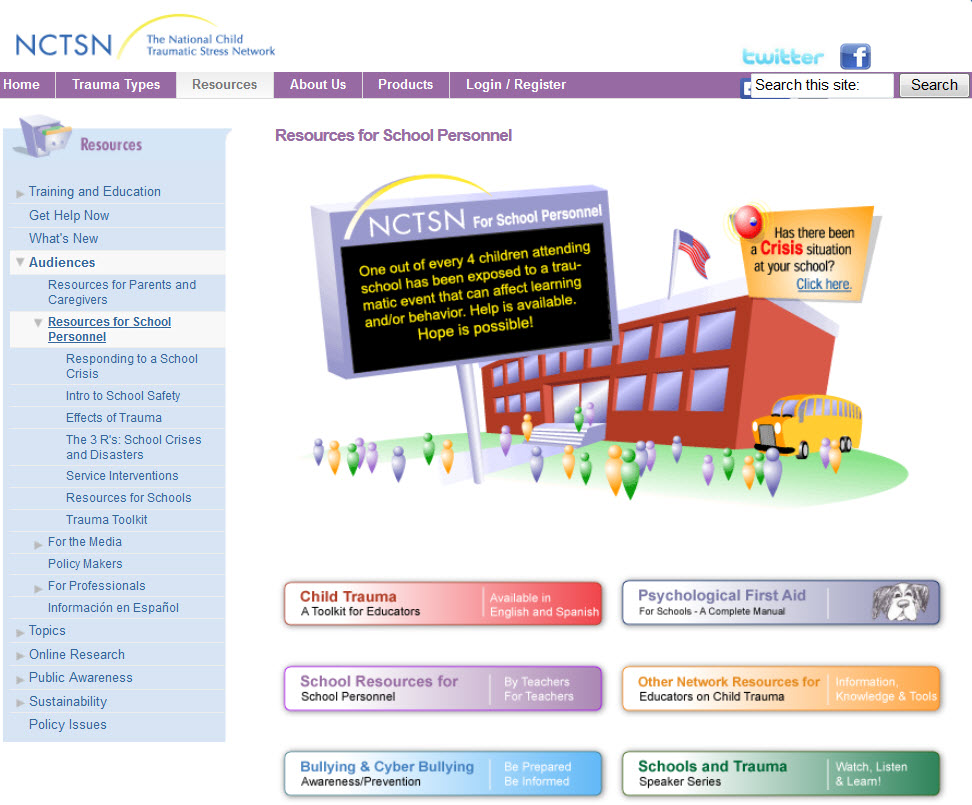 NCTSN
The National Child
Traumatic Stress Network
twitter
f
Home
Trauma Types
Resources
About Us
Products
Login / Register
Search this site:
Search
Resources
Training and Education
Get Help Now
What's New
Audiences
Resources for Parents and
Caregivers
Resources for School
Personnel
Responding to a School
Crisis
Intro to School Safety
Effects of Trauma
The 3 R's: School Crises
and Disasters
Service Interventions
Resources for Schools
Trauma Toolkit
For the Media
Policy Makers
For Professionals
Información en Español
Topics
Online Research
Public Awareness
Sustainability
Policy Issues
Resources for School Personnel
NCTSN For School Personnel
One out of every 4 children attending
school has been exposed to a trau-
matic event that can affect learning
and/or behavior. Help is available.
Hope is possible!
Has there been
a Crisis situation
at your school?
Click here.
Child Trauma
A Toolkit for Educators
Available in
English and Spanish
Psychological First Aid
For Schools - A Complete Manual
School Resources for
School Personnel
By Teachers
For Teachers
Other Network Resources for
Educators on Child Trauma
Information,
Knowledge & Tools
Bullying & Cyber Bullying
Awareness/Prevention
Be Prepared
Be Informed
Schools and Trauma
Speaker Series
Watch, Listen
& Learn!